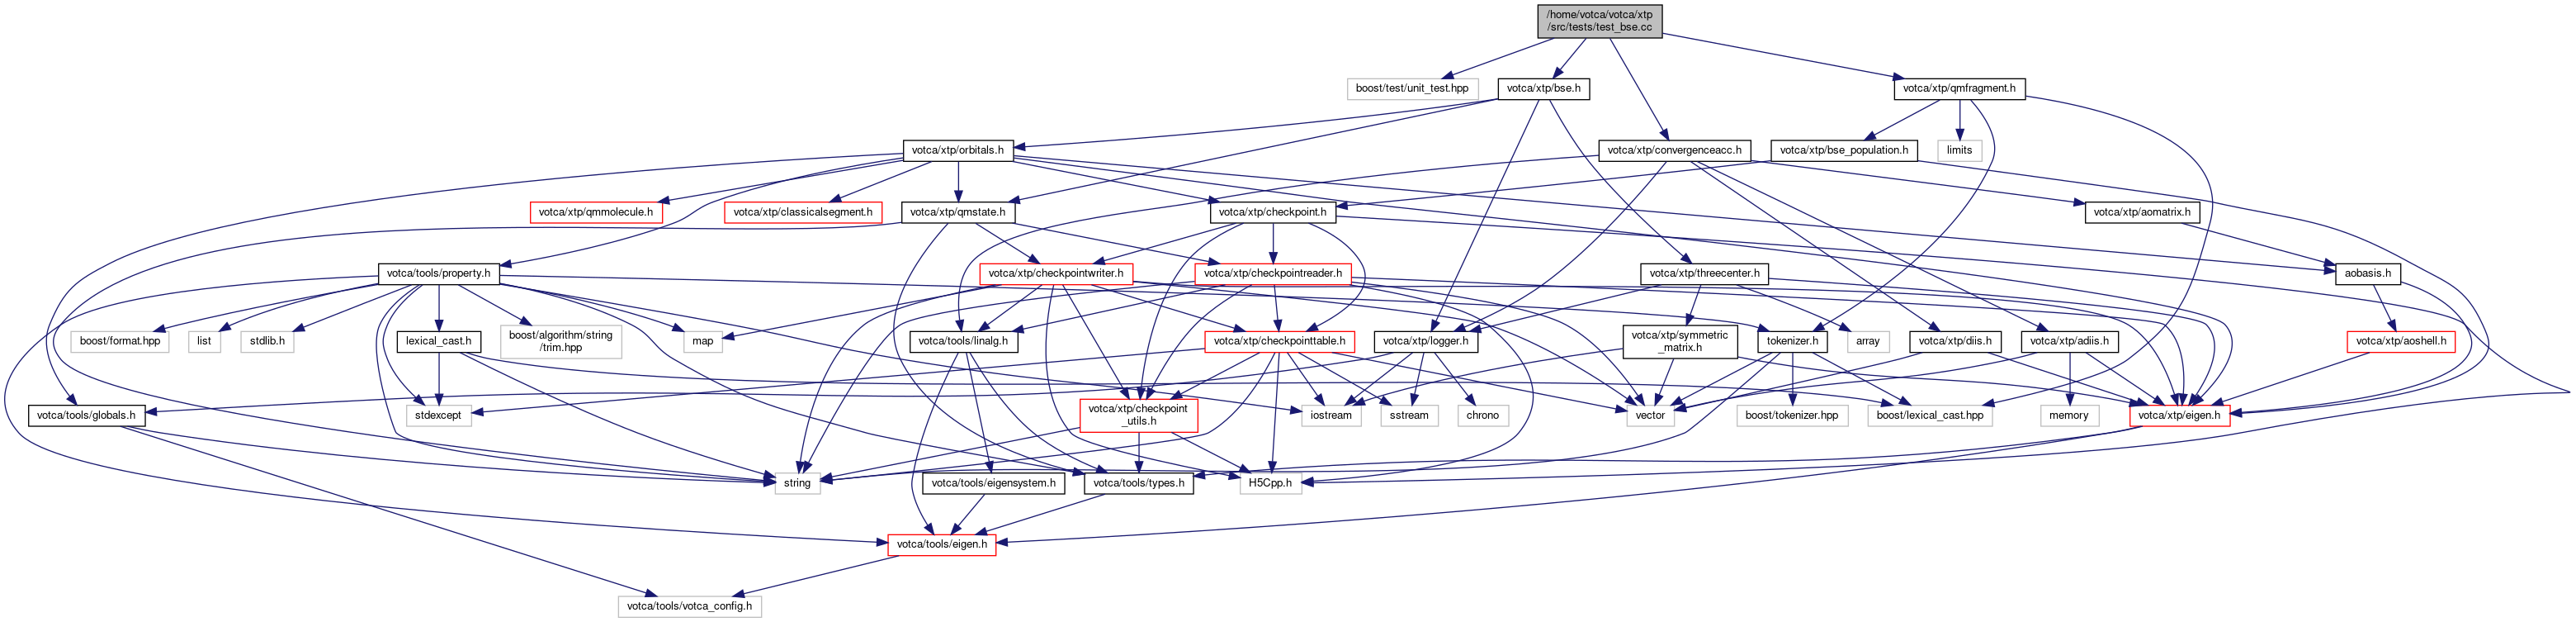 /home/votca/votca/xtp
/src/tests/test_bse.cc
boost/test/unit_test.hpp
votca/xtp/bse.h
votca/xtp/qmfragment.h
votca/xtp/orbitals.h
votca/xtp/convergenceacc.h
votca/xtp/bse_population.h
limits
votca/xtp/qmmolecule.h
votca/xtp/classicalsegment.h
votca/xtp/qmstate.h
votca/xtp/checkpoint.h
votca/xtp/aomatrix.h
votca/tools/property.h
votca/xtp/checkpointwriter.h
votca/xtp/checkpointreader.h
votca/xtp/threecenter.h
aobasis.h
boost/format.hpp
list
stdlib.h
lexical_cast.h
boost/algorithm/string
/trim.hpp
map
votca/tools/linalg.h
votca/xtp/checkpointtable.h
votca/xtp/logger.h
votca/xtp/symmetric
_matrix.h
tokenizer.h
array
votca/xtp/diis.h
votca/xtp/adiis.h
votca/xtp/aoshell.h
votca/tools/globals.h
stdexcept
votca/xtp/checkpoint
_utils.h
iostream
sstream
chrono
vector
boost/tokenizer.hpp
boost/lexical_cast.hpp
memory
votca/xtp/eigen.h
string
votca/tools/eigensystem.h
votca/tools/types.h
H5Cpp.h
votca/tools/eigen.h
votca/tools/votca_config.h